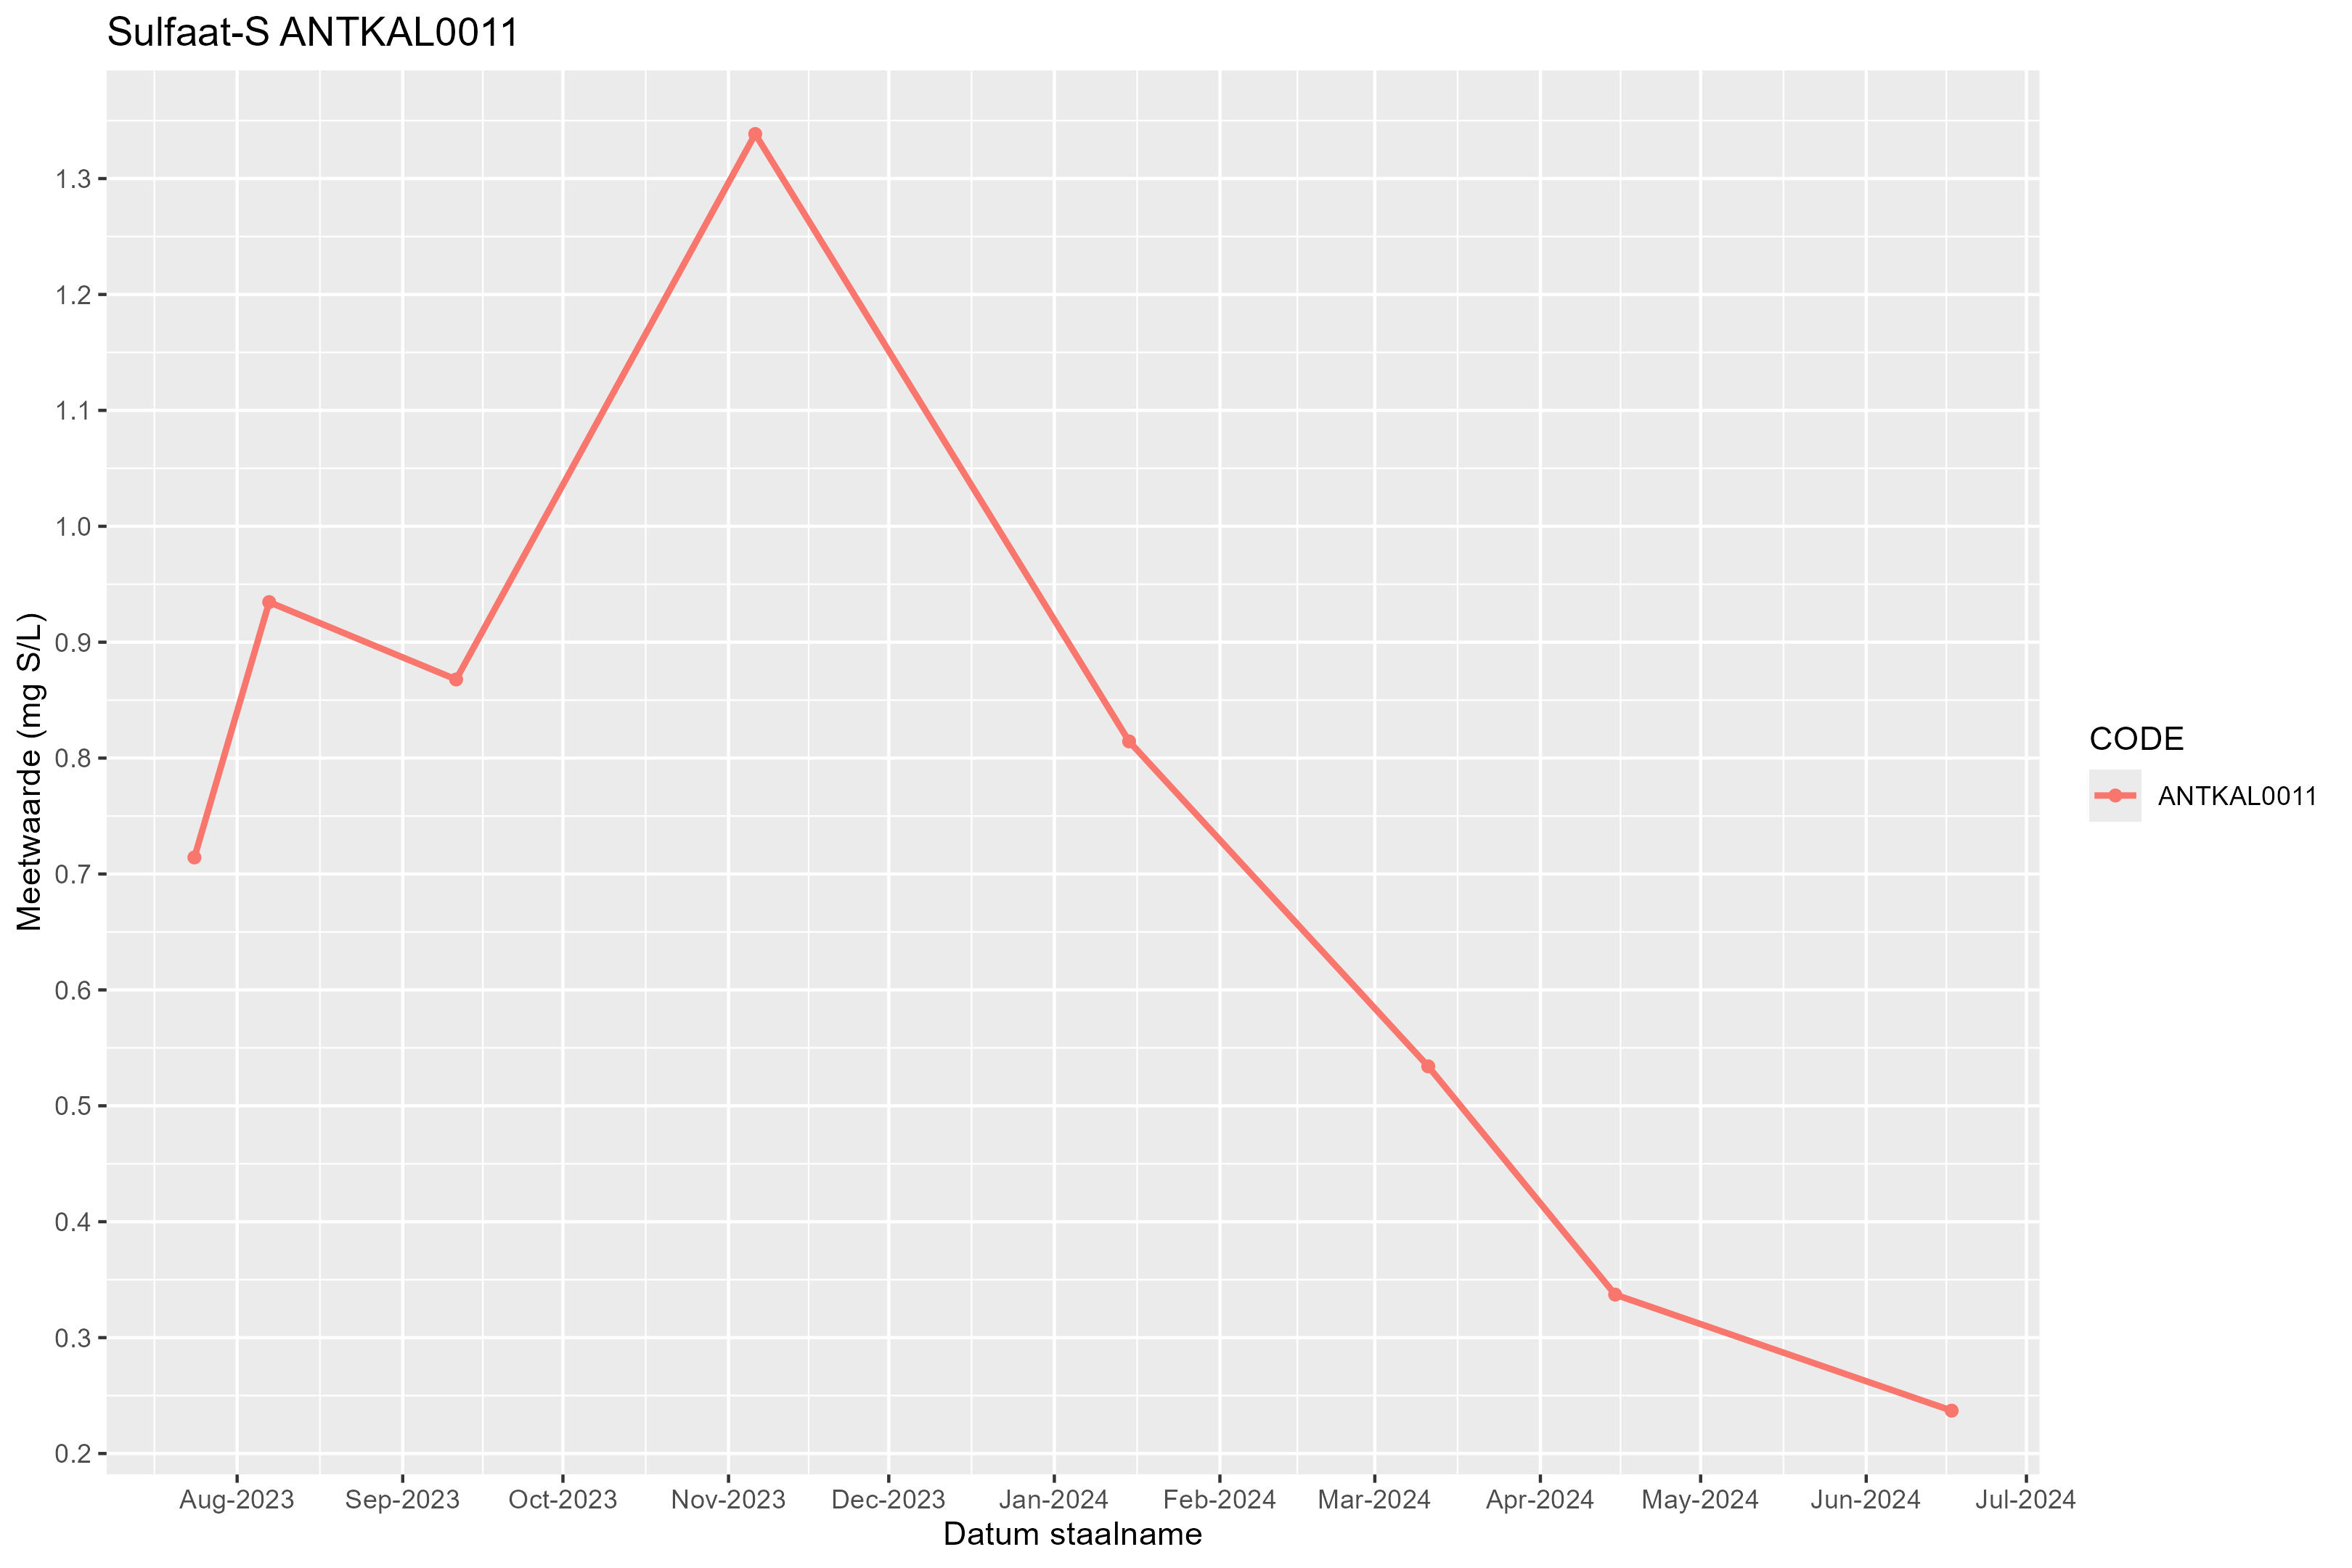 Sulfaat-S ANTKAL0011
Meetwaarde (mg S/L)
1.3
1.2
1.1
1.0
0.9
0.8
0.7
0.6
0.5
0.4
0.3
0.2
Aug-2023
Sep-2023
Oct-2023
Nov-2023
Dec-2023
Jan-2024
Feb-2024
Mar-2024
Apr-2024
May-2024
Jun-2024
Jul-2024
Datum staalname
CODE
ANTKAL0011